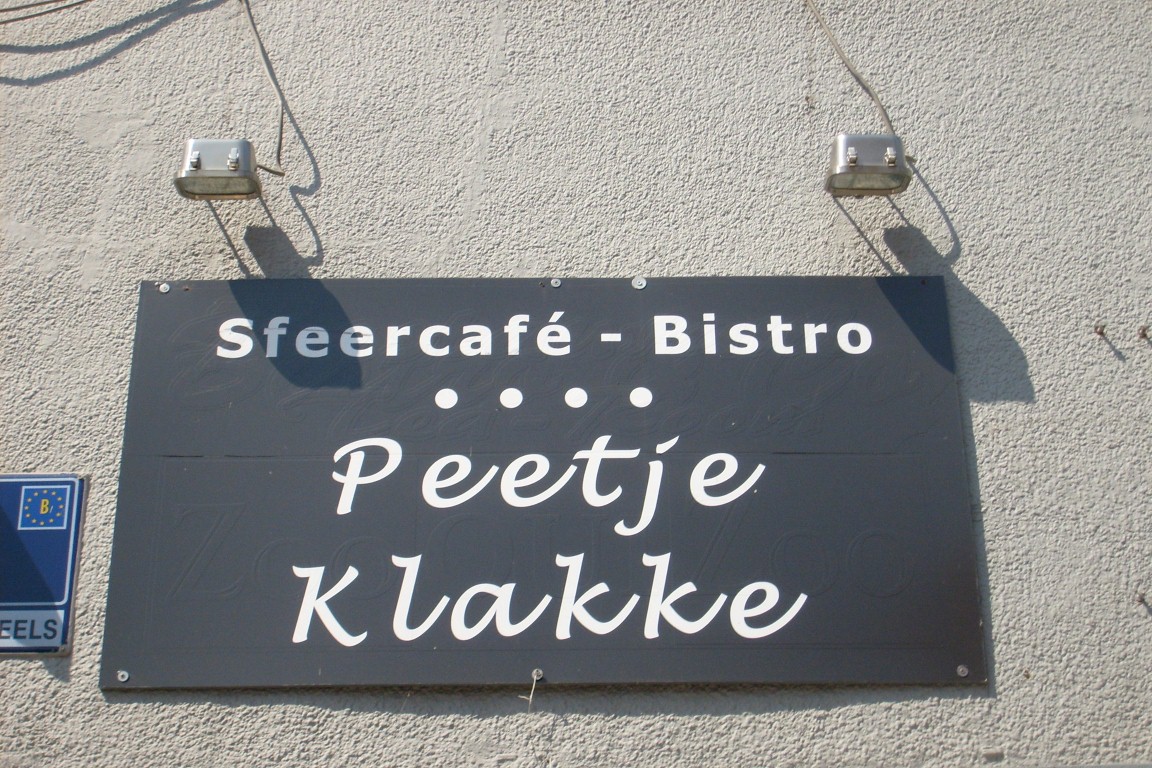 Sfeercafé - Bistro
• • • •
Peetje
Klakke
B
EELS